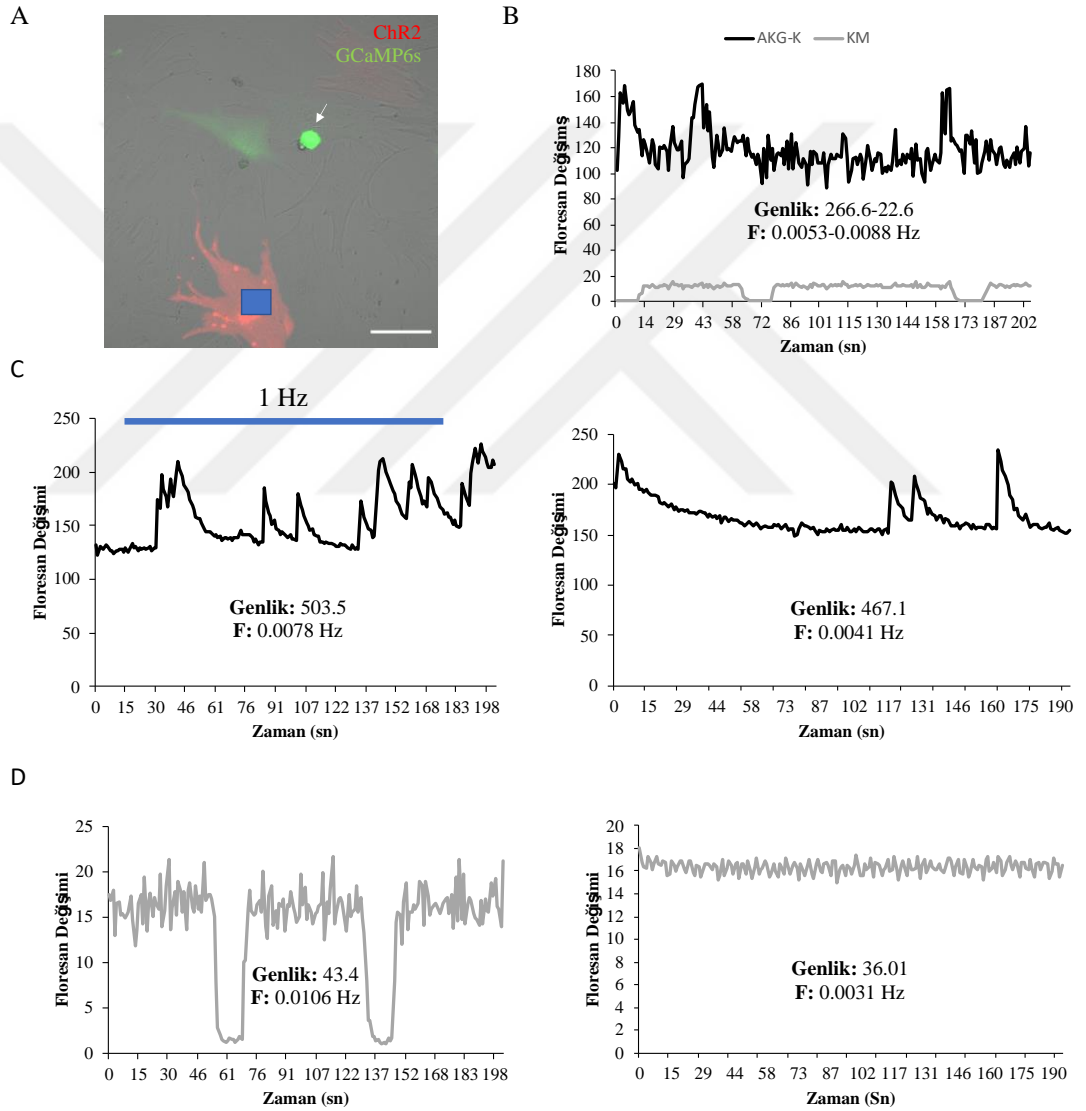 A
ChR2
GCaMP6s
B
AKG-K KM
Floresan Değişimş
180
160
140
120
100
80
60
40
20
0
Genlik: 266.6-22.6
F: 0.0053-0.0088 Hz
0 14 29 43 58 72 86 101 115 130 144 158 173 187 202
Zaman (sn)
C
1 Hz
Floresan Değişimi
250
200
150
100
50
0
Genlik: 503.5
F: 0.0078 Hz
0 15 30 46 61 76 91 107 122 137 152 168 183 198
Zaman (sn)
Floresan Değişimi
250
200
150
100
50
0
Genlik: 467.1
F: 0.0041 Hz
0 15 29 44 58 73 87 102 117 131 146 160 175 190
Zaman (sn)
D
Floresan Değişimi
25
20
15
10
5
0
Genlik: 43.4
F: 0.0106 Hz
0 15 30 46 61 76 91 107 122 137 152 168 183 198
Zaman (sn)
Floresan Değişimi
20
18
16
14
12
10
8
6
4
2
0
Genlik: 36.01
F: 0.0031 Hz
0 15 29 44 58 73 87 102 117 131 146 160 175 190
Zaman (Sn)